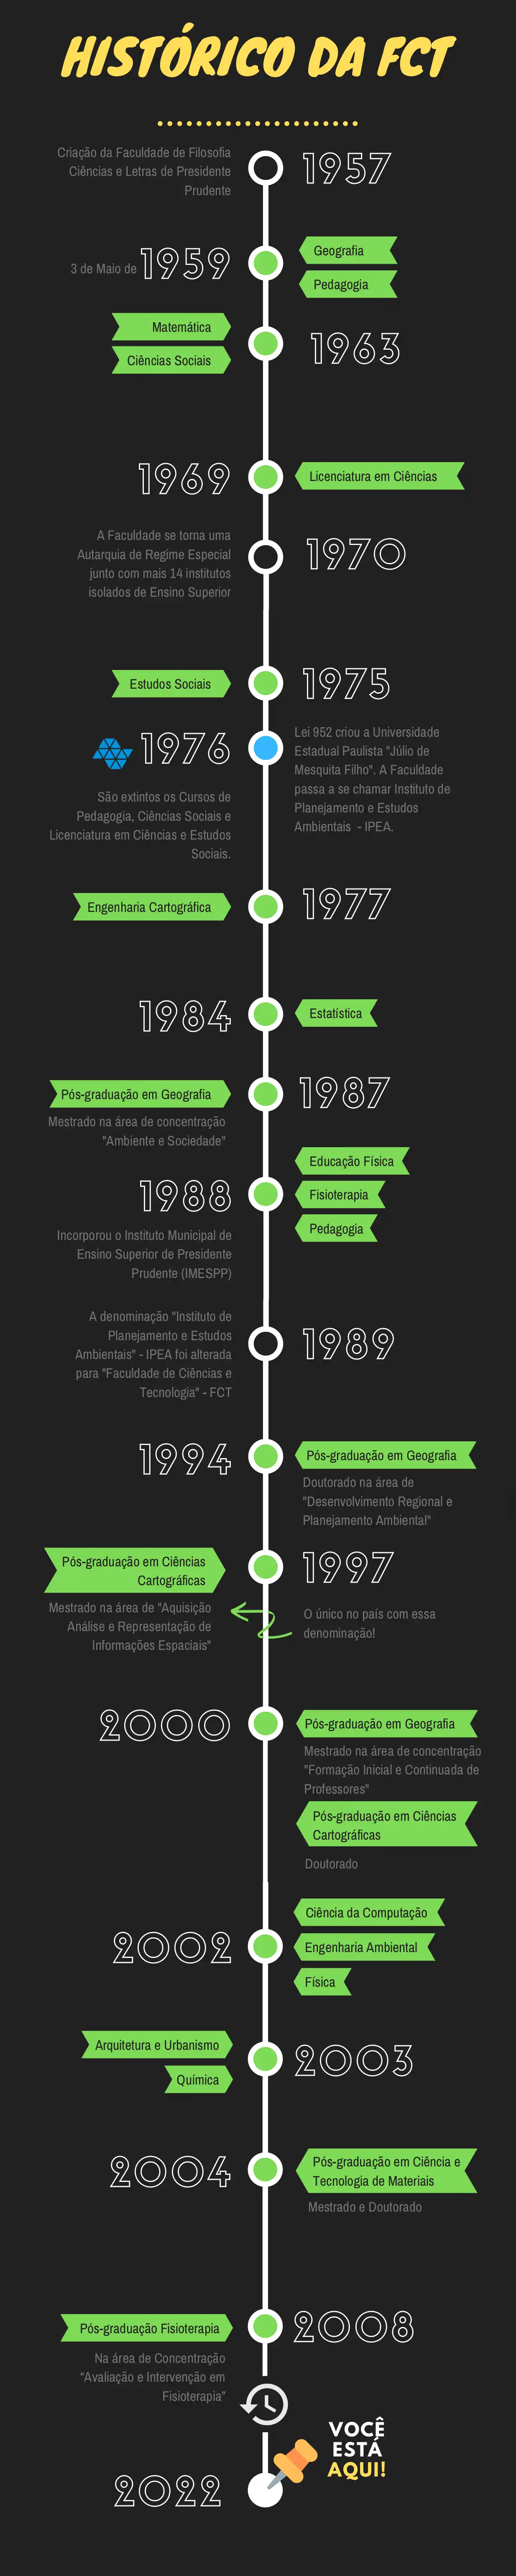 HISTÓRICO DA FCT
Criação da Faculdade de Filosofia
Ciências e Letras de Presidente
Prudente
1957
3 de Maio de 1959
Geografia
Pedagogia
Matemática
Ciências Sociais
1963
1969
Licenciatura em Ciências
A Faculdade se torna uma
Autarquia de Regime Especial
junto com mais 14 institutos
isolados de Ensino Superior
1970
Estudos Sociais
1975
1976
Lei 952 criou a Universidade
Estadual Paulista "Júlio de
Mesquita Filho". A Faculdade
passa a se chamar Instituto de
Planejamento e Estudos
Ambientais - IPEA.
São extintos os Cursos de
Pedagogia, Ciências Sociais e
Licenciatura em Ciências e Estudos
Sociais.
Engenharia Cartográfica
1977
1984
Estatística
Pós-graduação em Geografia
1987
Mestrado na área de concentração
"Ambiente e Sociedade"
1988
Educação Física
Fisioterapia
Pedagogia
Incorporou o Instituto Municipal de
Ensino Superior de Presidente
Prudente (IMESPP)
A denominação "Instituto de
Planejamento e Estudos
Ambientais" - IPEA foi alterada
para "Faculdade de Ciências e
Tecnologia" - FCT
1989
1994
Pós-graduação em Geografia
Doutorado na área de
"Desenvolvimento Regional e
Planejamento Ambiental"
Pós-graduação em Ciências
Cartográficas
1997
Mestrado na área de "Aquisição
Análise e Representação de
Informações Espaciais"
O único no país com essa
denominação!
2000
Pós-graduação em Geografia
Mestrado na área de concentração
"Formação Inicial e Continuada de
Professores"
Pós-graduação em Ciências
Cartográficas
Doutorado
2002
Ciência da Computação
Engenharia Ambiental
Física
Arquitetura e Urbanismo
Química
2003
2004
Pós-graduação em Ciência e
Tecnologia de Materiais
Mestrado e Doutorado
Pós-graduação Fisioterapia
2008
Na área de Concentração
“Avaliação e Intervenção em
Fisioterapia”
VOCÊ
ESTÁ
AQUI!
2022